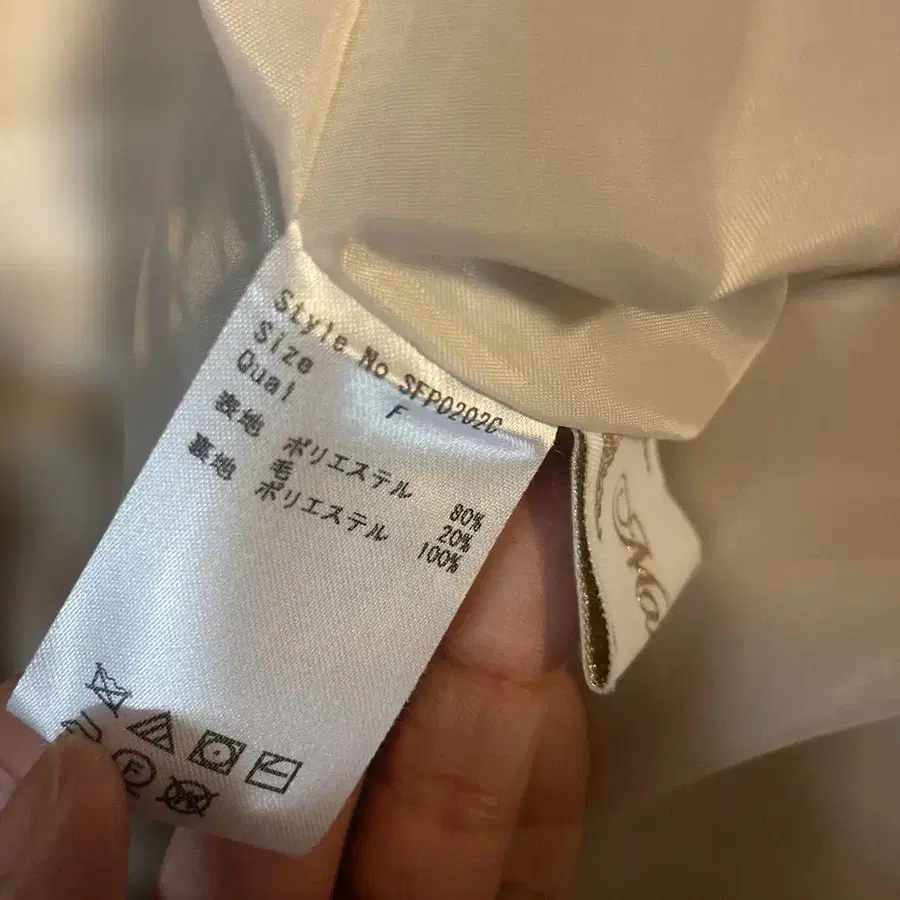 Style No SFP0202C
Size F
Qual
表地 ポリエステル 80%
毛 20%
裏地 ポリエステル 100%
F
W